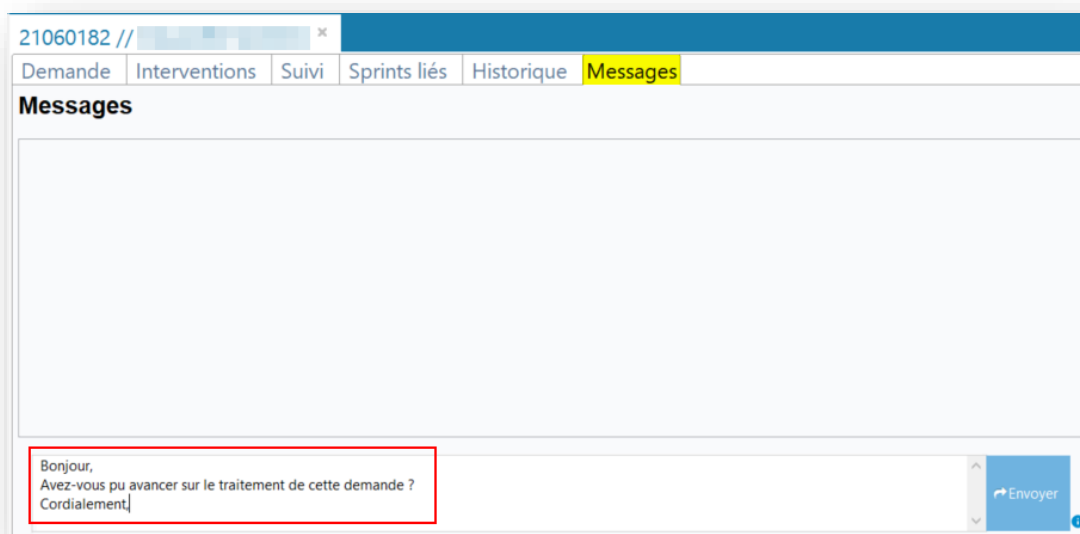 21060182 // ×
Demande Interventions Suivi Sprints liés Historique Messages
Messages
Bonjour,
Avez-vous pu avancer sur le traitement de cette demande ?
Cordialement,
Envoyer